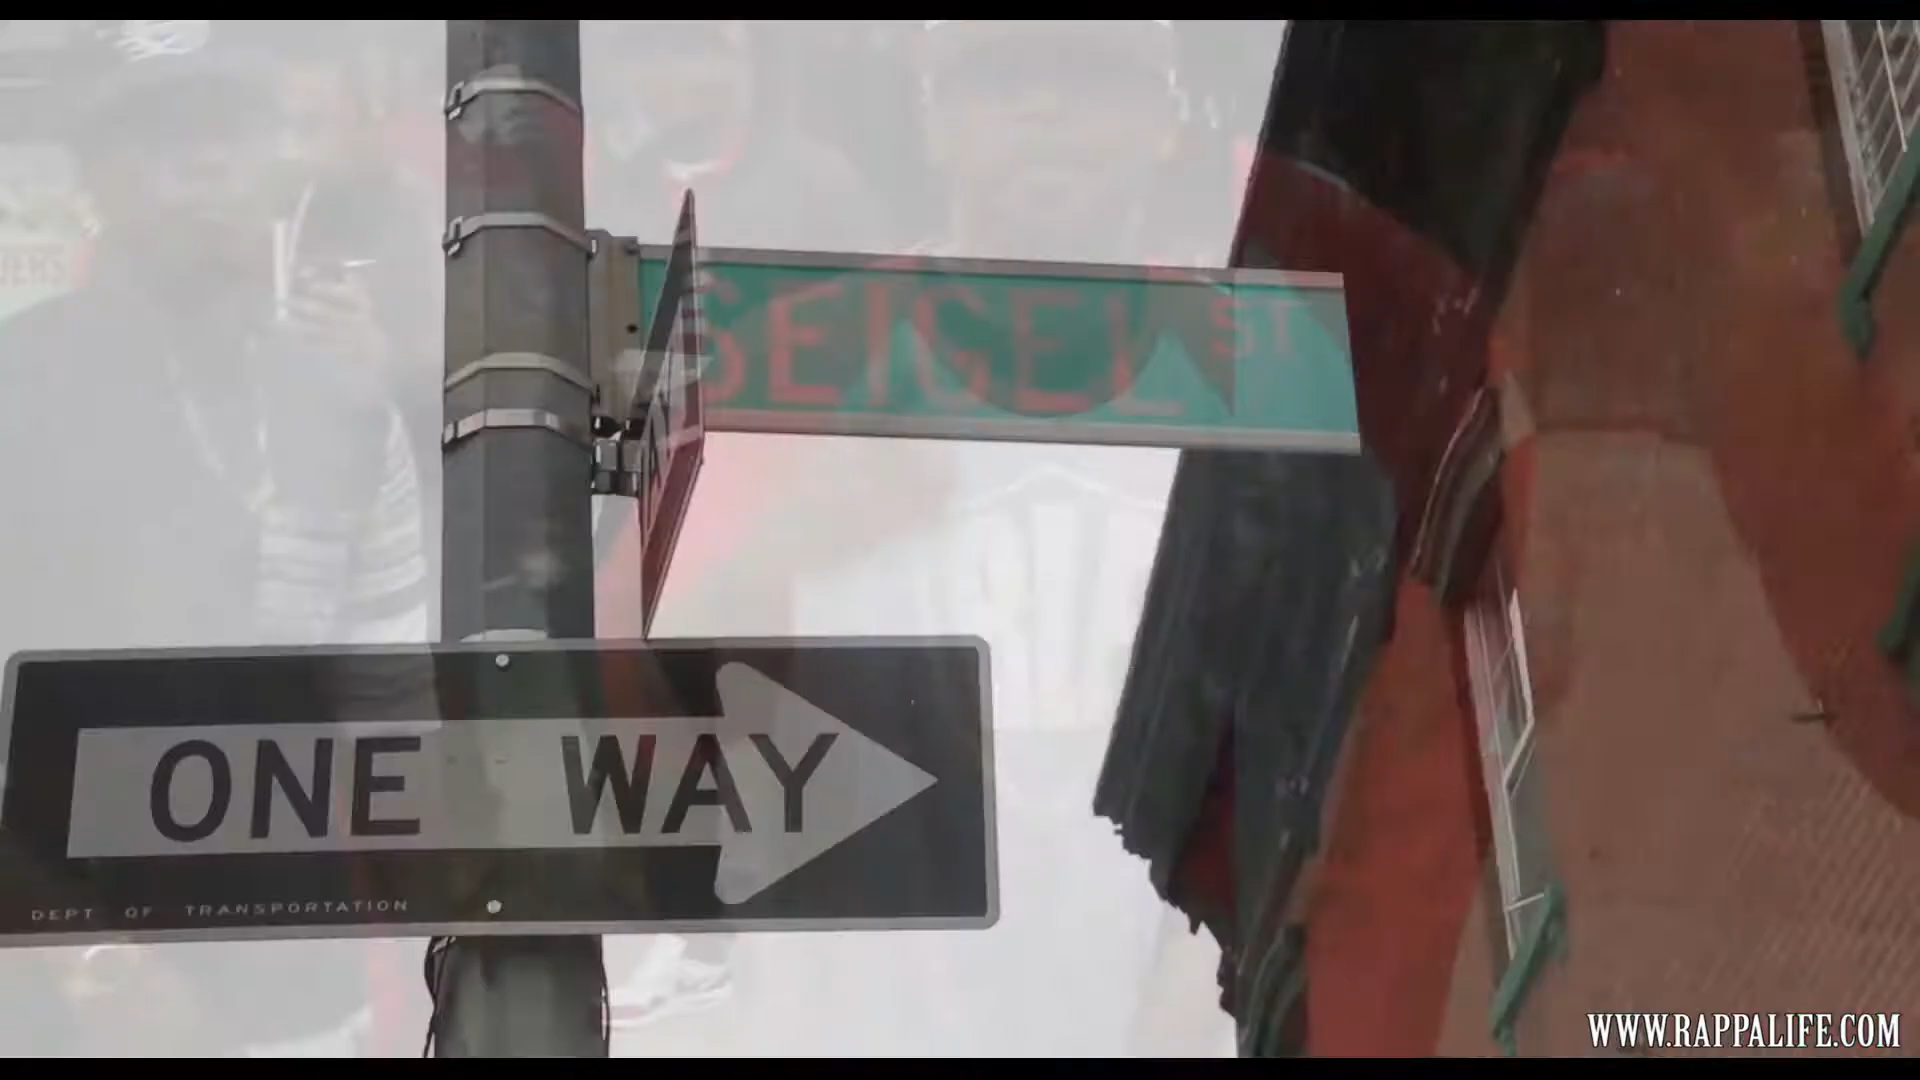 SEIGEL ST
ONE WAY
DEPT OF TRANSPORTATION
WWW.RAPPALIFE.COM